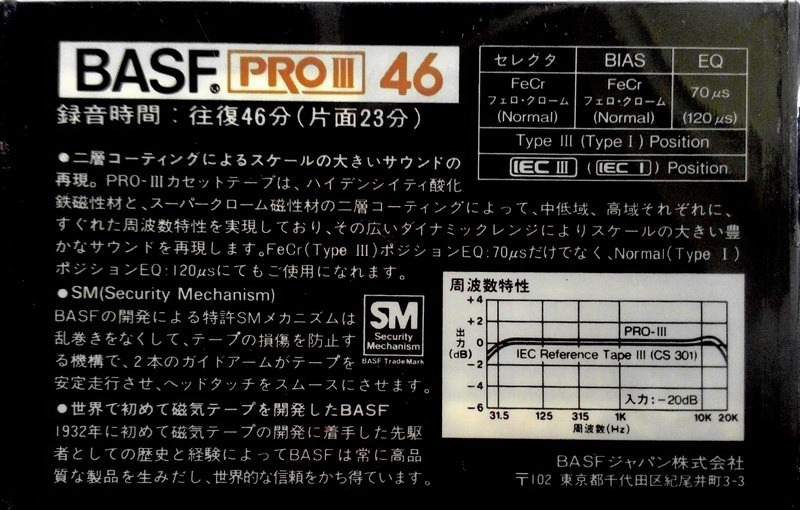 BASF® PRO III 46
録音時間：往復46分(片面23分)
セレクタ BIAS EQ
FeCr フェロ・クローム (Normal) FeCr フェロ・クローム (Normal) 70μs (120μs)
Type III (Type I) Position
IEC III (IEC I) Position
●二層コーティングによるスケールの大きいサウンドの
再現。PRO-IIIカセットテープは、ハイデンシイティ酸化
鉄磁性材と、スーパークローム磁性材の二層コーティングによって、中低域、高域それぞれに、
すぐれた周波数特性を実現しており、その広いダイナミックレンジによりスケールの大きい豊
かなサウンドを再現します。FeCr(Type III)ポジションEQ:70μsだけでなく、Normal(Type I)
ポジションEQ:120μsにてもご使用になれます。
●SM(Security Mechanism)
BASFの開発による特許SMメカニズムは
乱巻きをなくして、テープの損傷を防止す
る機構で、2本のガイドアームがテープを
安定走行させ、ヘッドタッチをスムースにさせます。
SM
Security
Mechanism
BASF Trade Mark
●世界で初めて磁気テープを開発したBASF
1932年に初めて磁気テープの開発に着手した先駆
者としての歴史と経験によってBASFは常に高品
質な製品を生みだし、世界的な信頼をかち得ています。
周波数特性
+4
+2
0
-2
-4
-6
出力(dB)
PRO-III
IEC Reference Tape III (CS 301)
入力：-20dB
31.5 125 315 1K 10K 20K
周波数(Hz)
BASFジャパン株式会社
〒102 東京都千代田区紀尾井町3-3